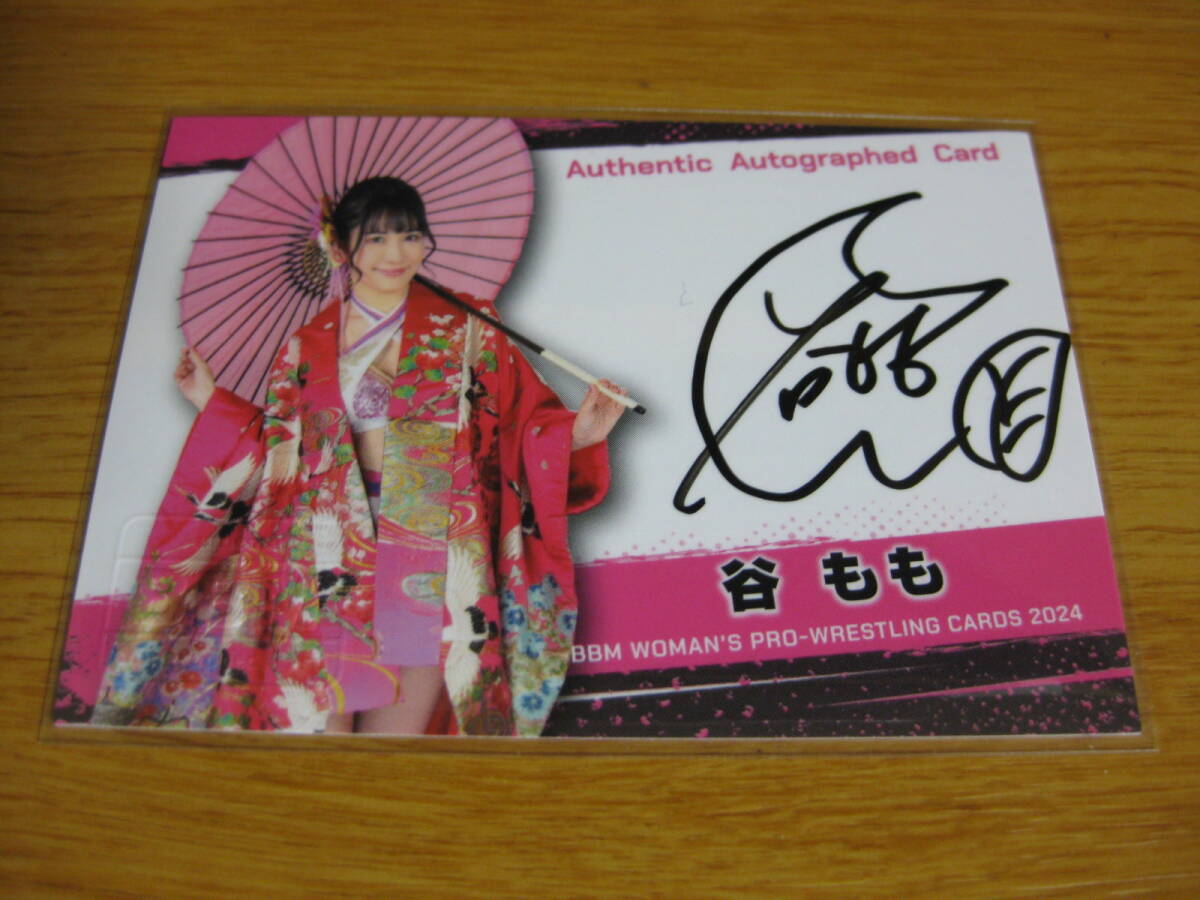 Authentic Autographed Card
谷 もも
BBM WOMAN'S PRO-WRESTLING CARDS 2024